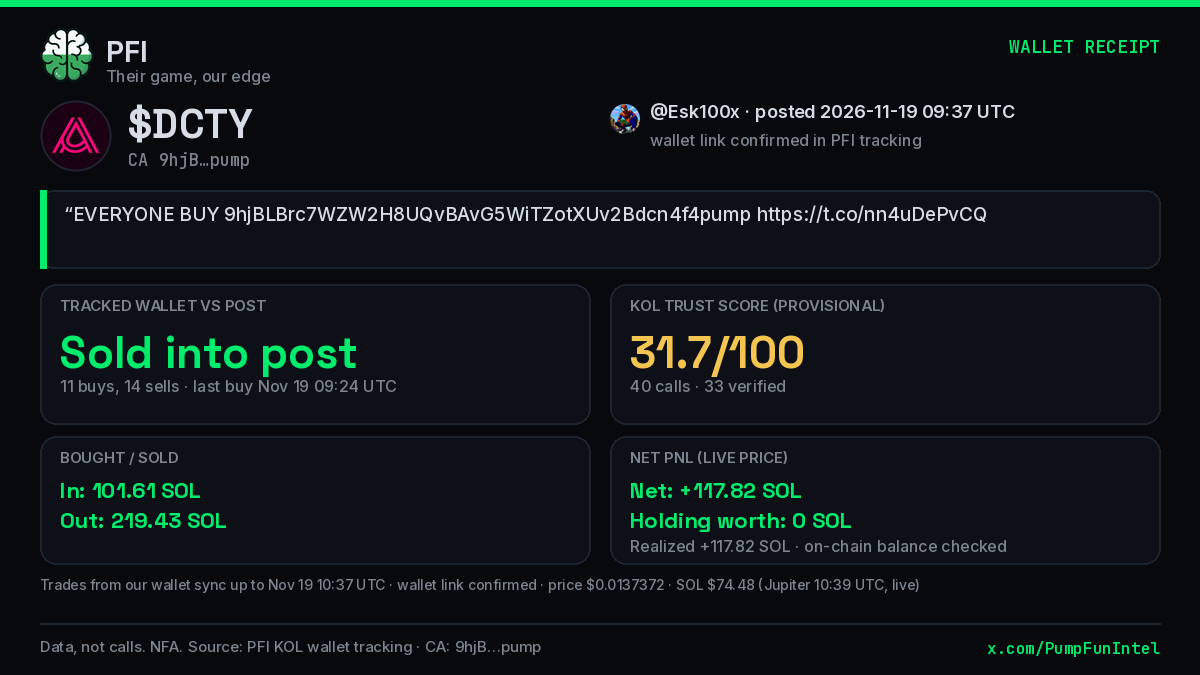 PFI
Their game, our edge
WALLET RECEIPT
$DCTY
CA 9hjB…pump
@Esk100x · posted 2026-11-19 09:37 UTC
wallet link confirmed in PFI tracking
“EVERYONE BUY 9hjBLBrc7WZW2H8UQvBAvG5WiTZotXUv2Bdcn4f4pump https://t.co/nn4uDePvCQ
TRACKED WALLET VS POST
Sold into post
11 buys, 14 sells · last buy Nov 19 09:24 UTC
KOL TRUST SCORE (PROVISIONAL)
31.7/100
40 calls · 33 verified
BOUGHT / SOLD
In: 101.61 SOL
Out: 219.43 SOL
NET PNL (LIVE PRICE)
Net: +117.82 SOL
Holding worth: 0 SOL
Realized +117.82 SOL · on-chain balance checked
Trades from our wallet sync up to Nov 19 10:37 UTC · wallet link confirmed · price $0.0137372 · SOL $74.48 (Jupiter 10:39 UTC, live)
Data, not calls. NFA. Source: PFI KOL wallet tracking · CA: 9hjB…pump
x.com/PumpFunIntel